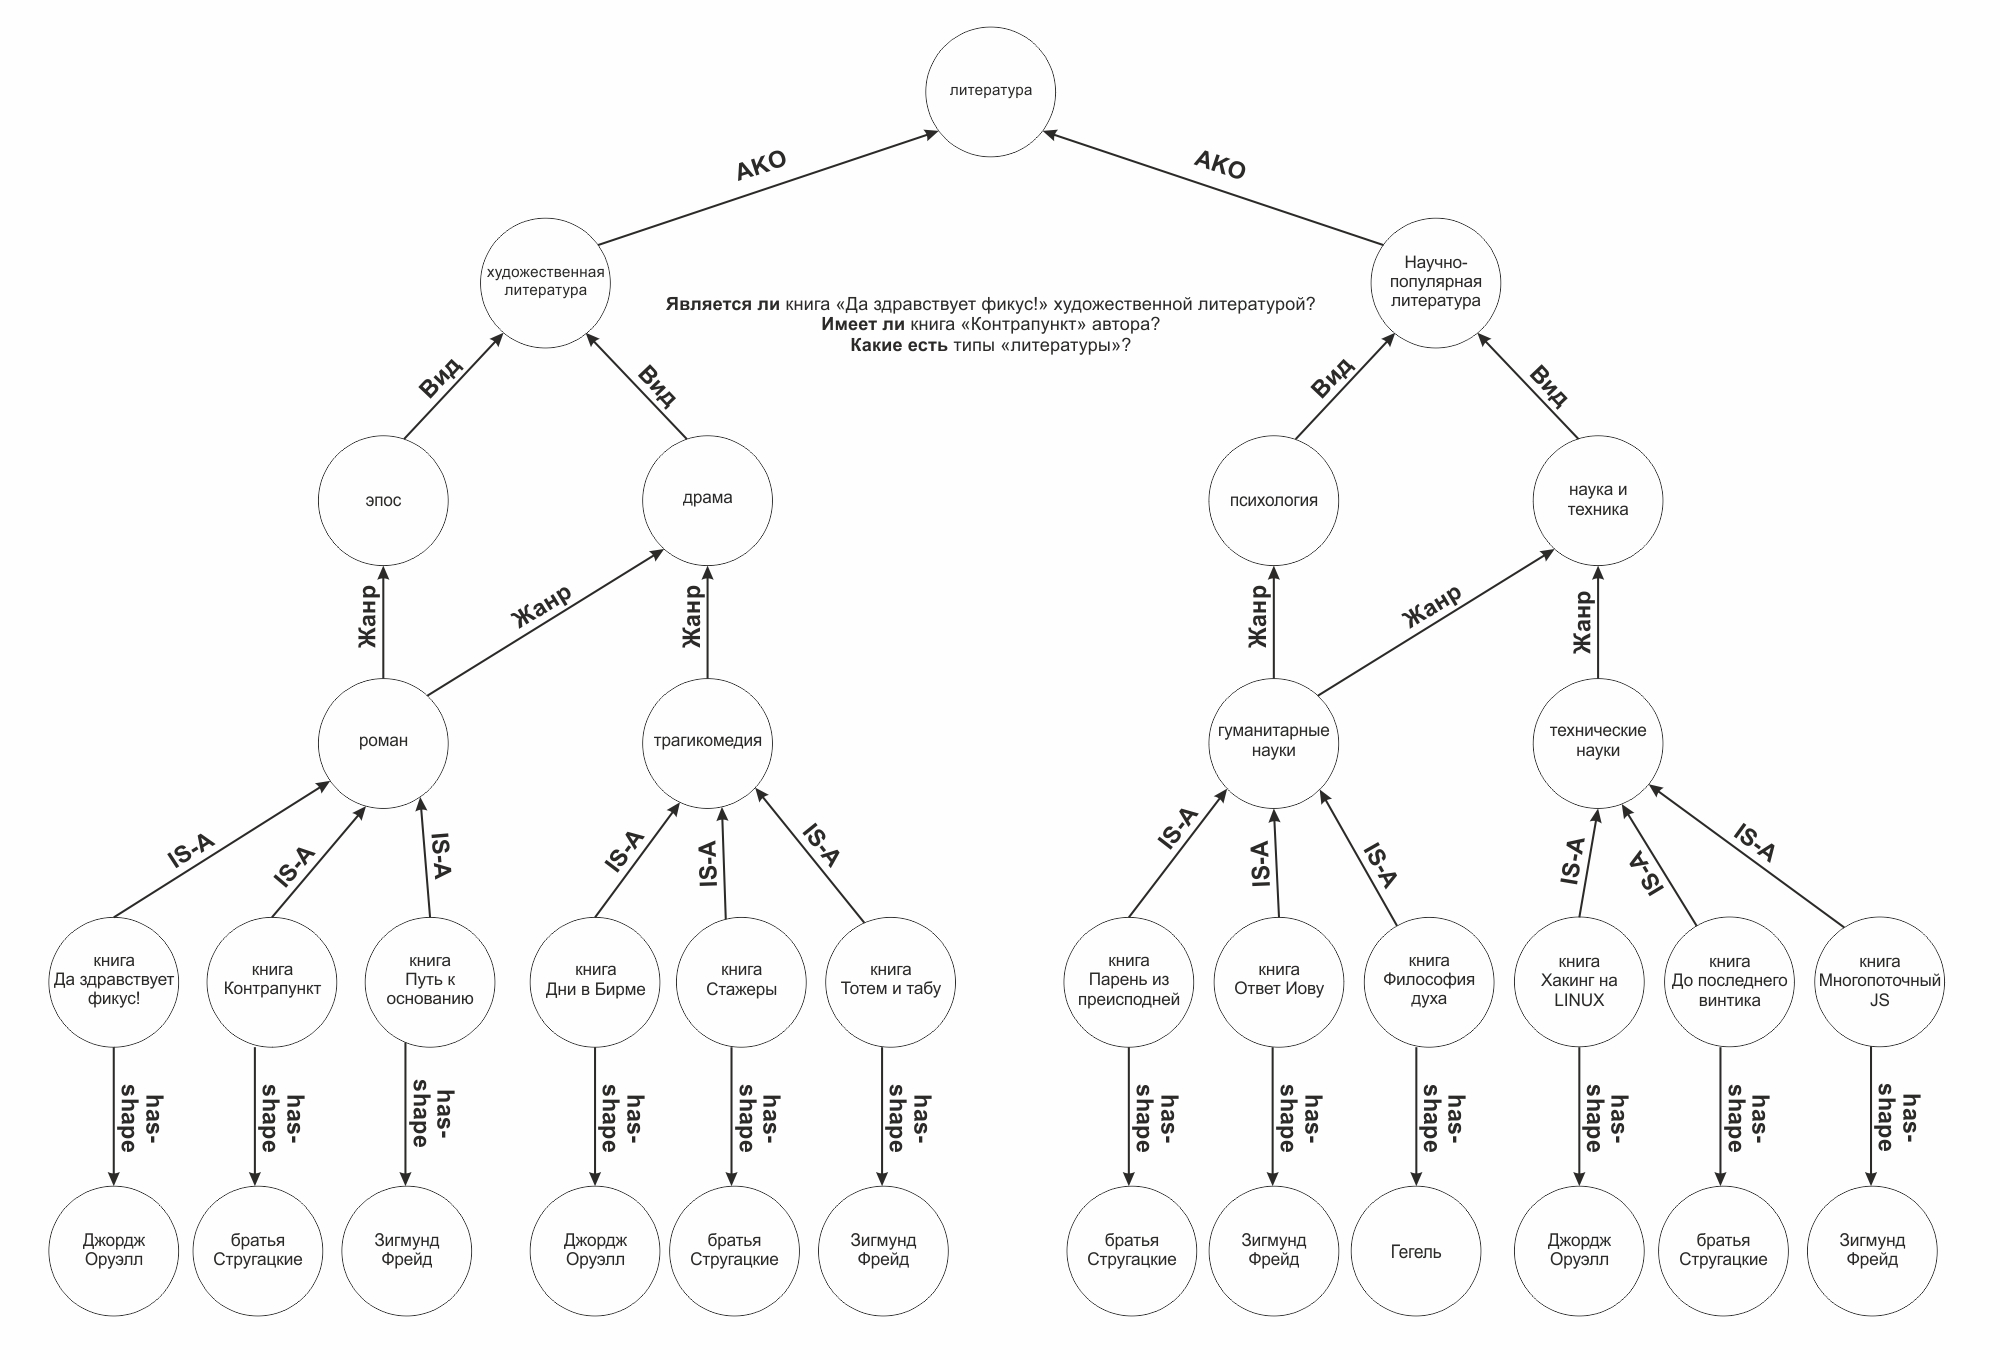 литература
АКО
АКО
художественная
литература
Научно-
популярная
литература
Является ли книга «Да здравствует фикус!» художественной литературой?
Имеет ли книга «Контрапункт» автора?
Какие есть типы «литературы»?
Вид
Вид
Вид
Вид
эпос
драма
психология
наука и
техника
Жанр
Жанр
Жанр
Жанр
Жанр
Жанр
роман
трагикомедия
гуманитарные
науки
технические
науки
IS-A
IS-A
IS-A
IS-A
IS-A
IS-A
IS-A
IS-A
IS-A
IS-A
IS-A
IS-A
книга
Да здравствует
фикус!
книга
Контрапункт
книга
Путь к
основанию
книга
Дни в Бирме
книга
Стажеры
книга
Тотем и табу
книга
Парень из
преисподней
книга
Ответ Иову
книга
Философия
духа
книга
Хакинг на
LINUX
книга
До последнего
винтика
книга
Многопоточный
JS
has-
shape
has-
shape
has-
shape
has-
shape
has-
shape
has-
shape
has-
shape
has-
shape
has-
shape
has-
shape
has-
shape
has-
shape
Джордж
Оруэлл
братья
Стругацкие
Зигмунд
Фрейд
Джордж
Оруэлл
братья
Стругацкие
Зигмунд
Фрейд
братья
Стругацкие
Зигмунд
Фрейд
Гегель
Джордж
Оруэлл
братья
Стругацкие
Зигмунд
Фрейд